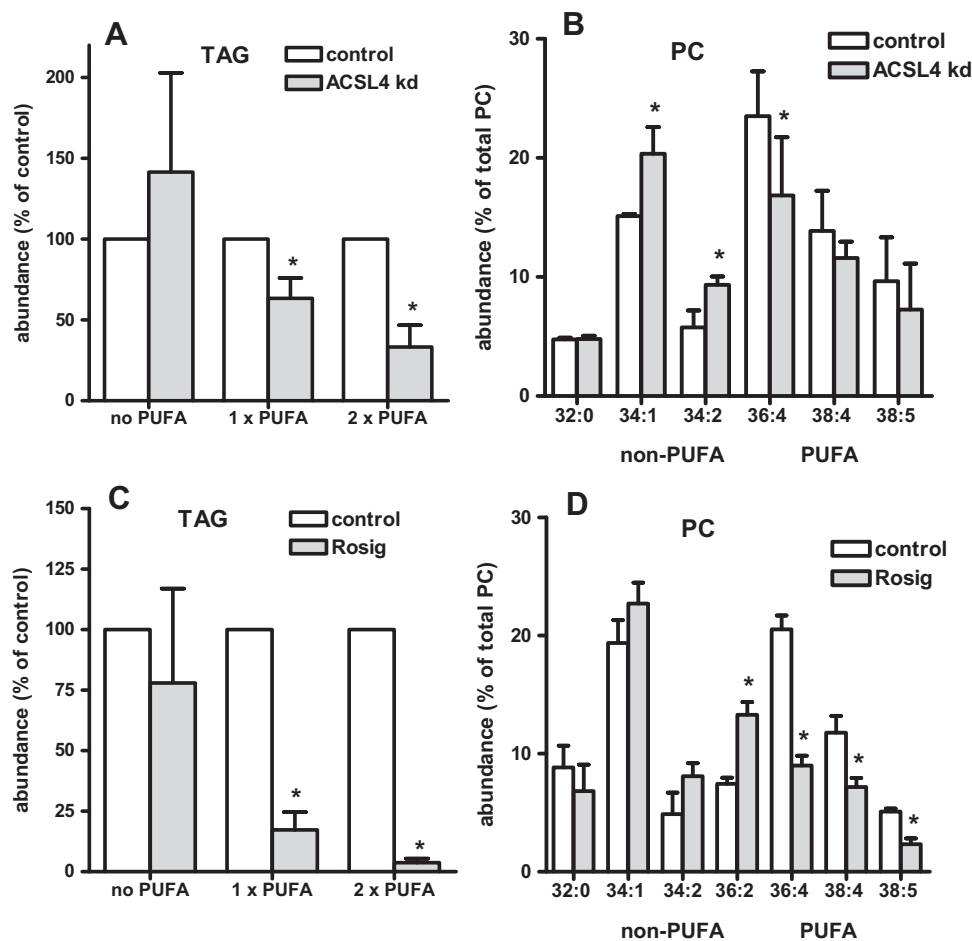 A
TAG
control
ACSL4 kd
abundance (% of control)
200
150
100
50
0
no PUFA
1 x PUFA
2 x PUFA
*
*
B
PC
control
ACSL4 kd
abundance (% of total PC)
30
20
10
0
*
*
*
32:0
34:1
34:2
36:4
38:4
38:5
non-PUFA
PUFA
C
TAG
control
Rosig
abundance (% of control)
150
125
100
75
50
25
0
*
*
no PUFA
1 x PUFA
2 x PUFA
D
PC
control
Rosig
abundance (% of total PC)
30
20
10
0
*
*
*
*
32:0
34:1
34:2
36:2
36:4
38:4
38:5
non-PUFA
PUFA